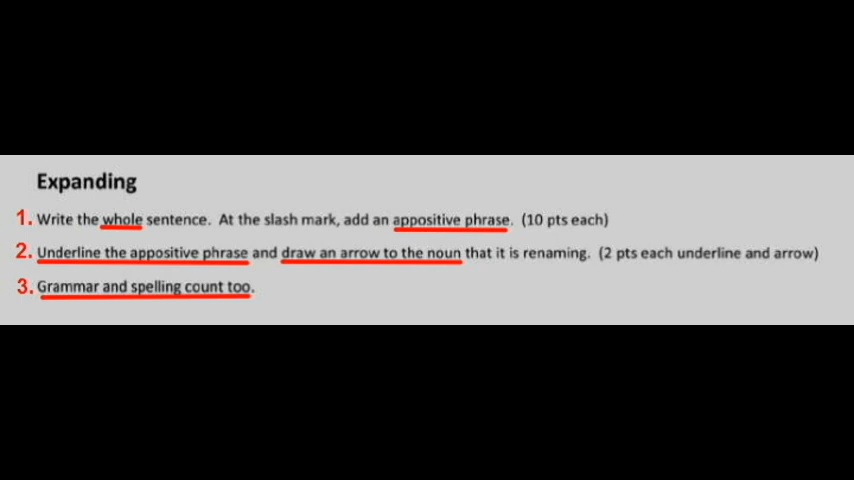 Expanding
1. Write the whole sentence. At the slash mark, add an appositive phrase. (10 pts each)
2. Underline the appositive phrase and draw an arrow to the noun that it is renaming. (2 pts each underline and arrow)
3. Grammar and spelling count too.